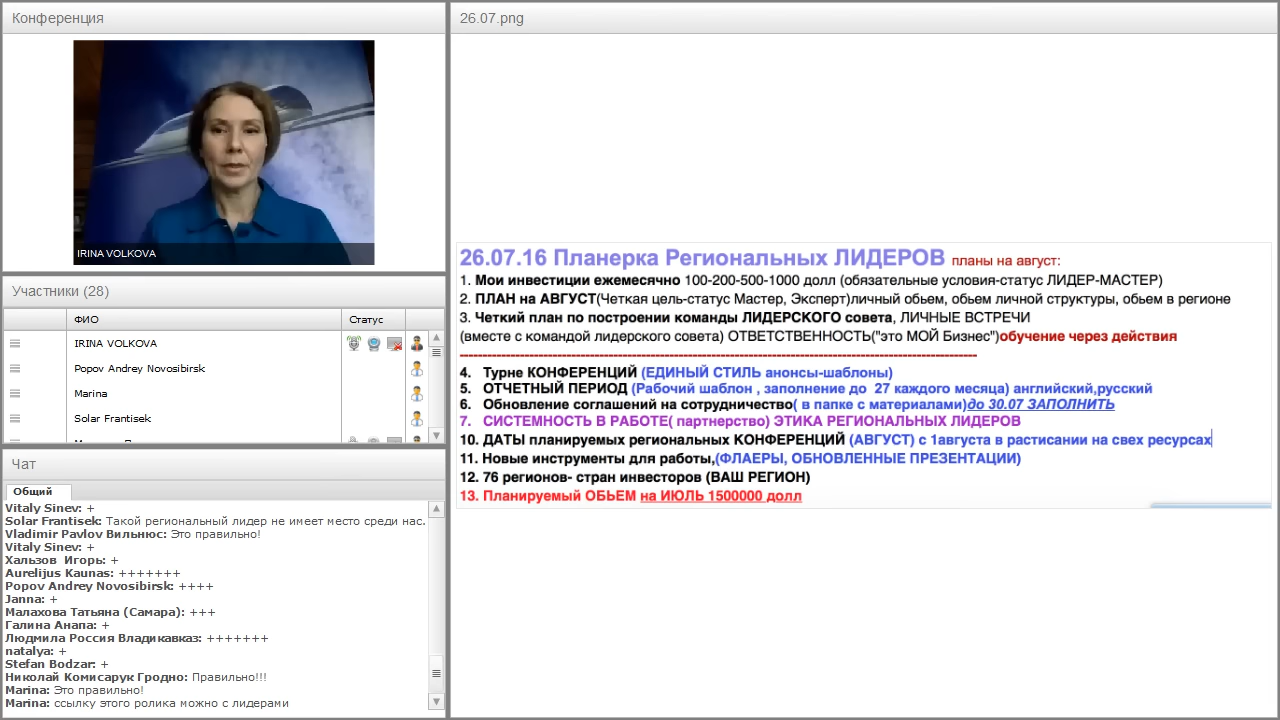 Конференция
IRINA VOLKOVA
Участники (28)
ФИО
Статус
IRINA VOLKOVA
Popov Andrey Novosibirsk
Marina
Solar Frantisek
Чат
Общий
Vitaly Sinev: +
Solar Frantisek: Такой региональный лидер не имеет место среди нас.
Vladimir Pavlov Вильнюс: Это правильно!
Vitaly Sinev: +
Хальзов Игорь: +
Aurelijus Kaunas: +++++++
Popov Andrey Novosibirsk: ++++
Janna: +
Малахова Татьяна (Самара): +++
Галина Анапа: +
Людмила Россия Владикавказ: +++++++
natalya: +
Stefan Bodzar: +
Николай Комисарук Гродно: Правильно!!!
Marina: Это правильно!
Marina: ссылку этого ролика можно с лидерами
26.07.png
26.07.16 Планерка Региональных ЛИДЕРОВ планы на август:
1. Мои инвестиции ежемесячно 100-200-500-1000 долл (обязательные условия-статус ЛИДЕР-МАСТЕР)
2. ПЛАН на АВГУСТ(Четкая цель-статус Мастер, Эксперт)личный обьем, обьем личной структуры, обьем в регионе
3. Четкий план по построении команды ЛИДЕРСКОГО совета, ЛИЧНЫЕ ВСТРЕЧИ
(вместе с командой лидерского совета) ОТВЕТСТВЕННОСТЬ("это МОЙ Бизнес")обучение через действия
4. Турне КОНФЕРЕНЦИЙ (ЕДИНЫЙ СТИЛЬ анонсы-шаблоны)
5. ОТЧЕТНЫЙ ПЕРИОД (Рабочий шаблон , заполнение до 27 каждого месяца) английский,русский
6. Обновление соглашений на сотрудничество( в папке с материалами)до 30.07 ЗАПОЛНИТЬ
7. СИСТЕМНОСТЬ В РАБОТЕ( партнерство) ЭТИКА РЕГИОНАЛЬНЫХ ЛИДЕРОВ
10. ДАТЫ планируемых региональных КОНФЕРЕНЦИЙ (АВГУСТ) с 1августа в растисании на свех ресурсах
11. Новые инструменты для работы,(ФЛАЕРЫ, ОБНОВЛЕННЫЕ ПРЕЗЕНТАЦИИ)
12. 76 регионов- стран инвесторов (ВАШ РЕГИОН)
13. Планируемый ОБЬЕМ на ИЮЛЬ 1500000 долл